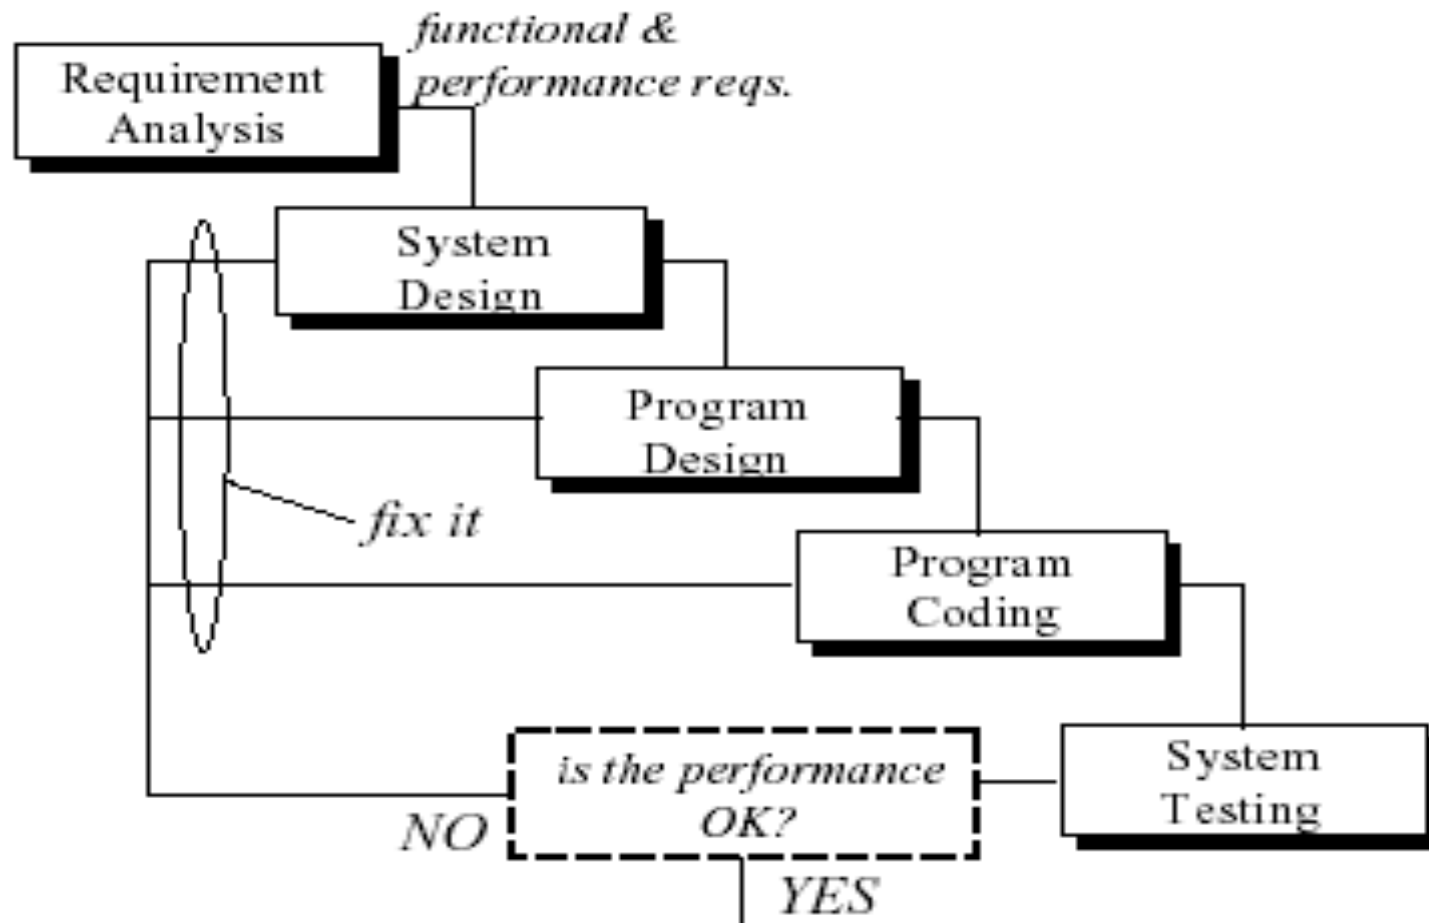 functional &
performance reqs.
Requirement
Analysis
System
Design
Program
Design
fix it
Program
Coding
System
Testing
is the performance
OK?
NO
YES